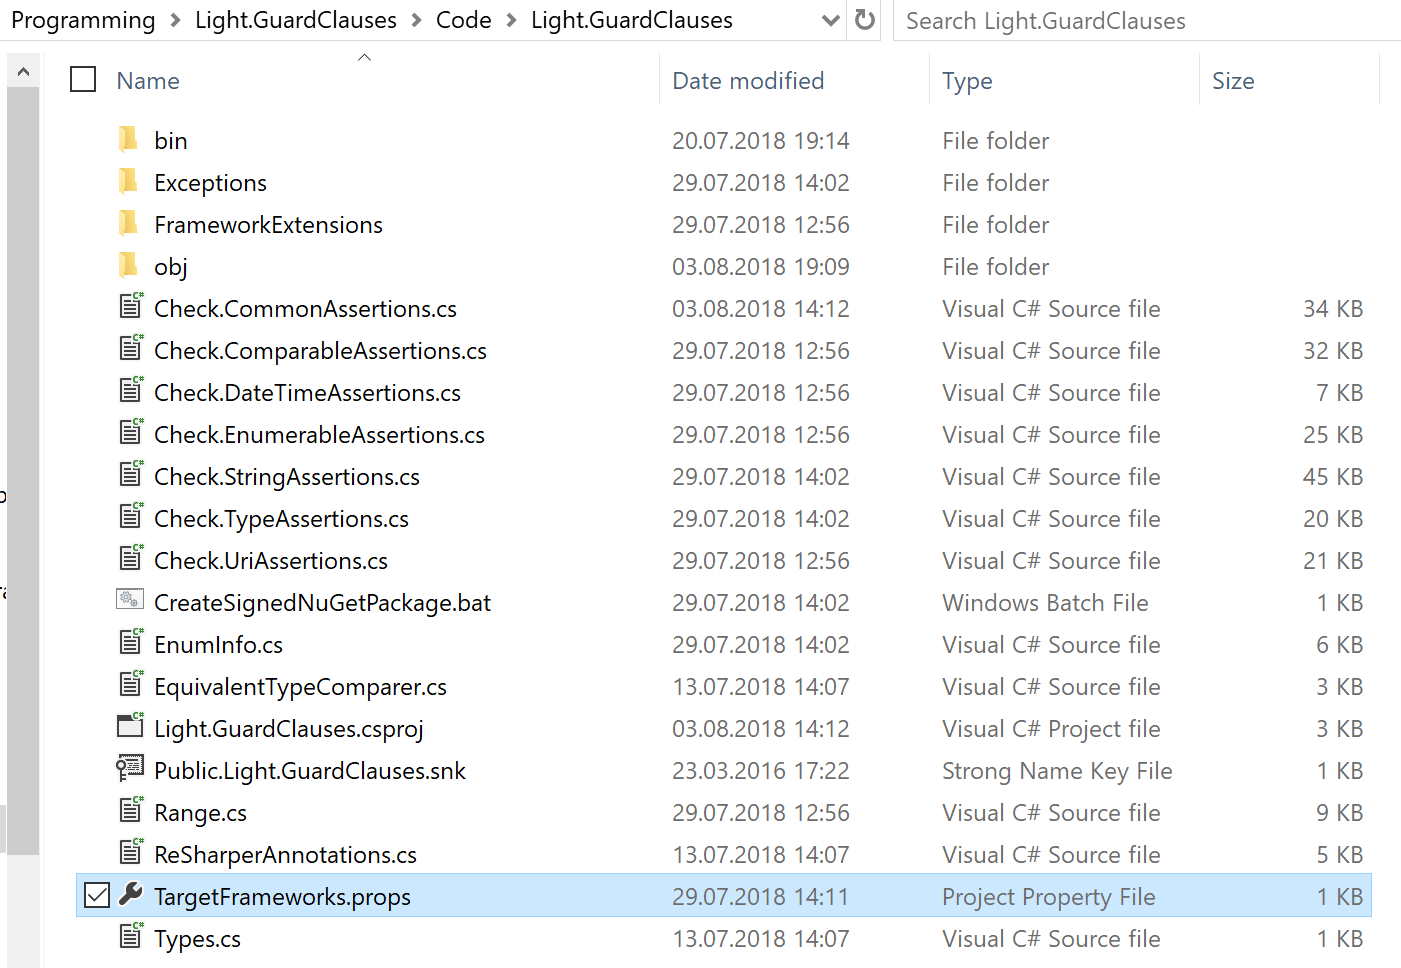 Programming > Light.GuardClauses > Code > Light.GuardClauses Search Light.GuardClauses
Name Date modified Type Size
bin 20.07.2018 19:14 File folder
Exceptions 29.07.2018 14:02 File folder
FrameworkExtensions 29.07.2018 12:56 File folder
obj 03.08.2018 19:09 File folder
Check.CommonAssertions.cs 03.08.2018 14:12 Visual C# Source file 34 KB
Check.ComparableAssertions.cs 29.07.2018 12:56 Visual C# Source file 32 KB
Check.DateTimeAssertions.cs 29.07.2018 12:56 Visual C# Source file 7 KB
Check.EnumerableAssertions.cs 29.07.2018 12:56 Visual C# Source file 25 KB
Check.StringAssertions.cs 29.07.2018 14:02 Visual C# Source file 45 KB
Check.TypeAssertions.cs 29.07.2018 14:02 Visual C# Source file 20 KB
Check.UriAssertions.cs 29.07.2018 12:56 Visual C# Source file 21 KB
CreateSignedNuGetPackage.bat 29.07.2018 14:02 Windows Batch File 1 KB
EnumInfo.cs 29.07.2018 14:02 Visual C# Source file 6 KB
EquivalentTypeComparer.cs 13.07.2018 14:07 Visual C# Source file 3 KB
Light.GuardClauses.csproj 03.08.2018 14:12 Visual C# Project file 3 KB
Public.Light.GuardClauses.snk 23.03.2016 17:22 Strong Name Key File 1 KB
Range.cs 29.07.2018 12:56 Visual C# Source file 9 KB
ReSharperAnnotations.cs 13.07.2018 14:07 Visual C# Source file 5 KB
TargetFrameworks.props 29.07.2018 14:11 Project Property File 1 KB
Types.cs 13.07.2018 14:07 Visual C# Source file 1 KB